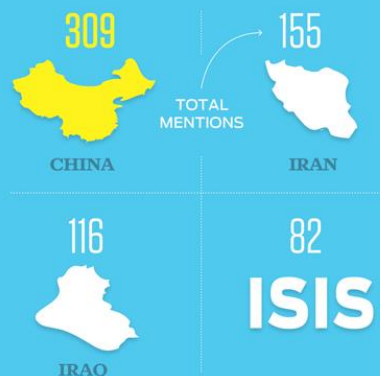 309
155
TOTAL
MENTIONS
CHINA
IRAN
116
82
ISIS
IRAQ